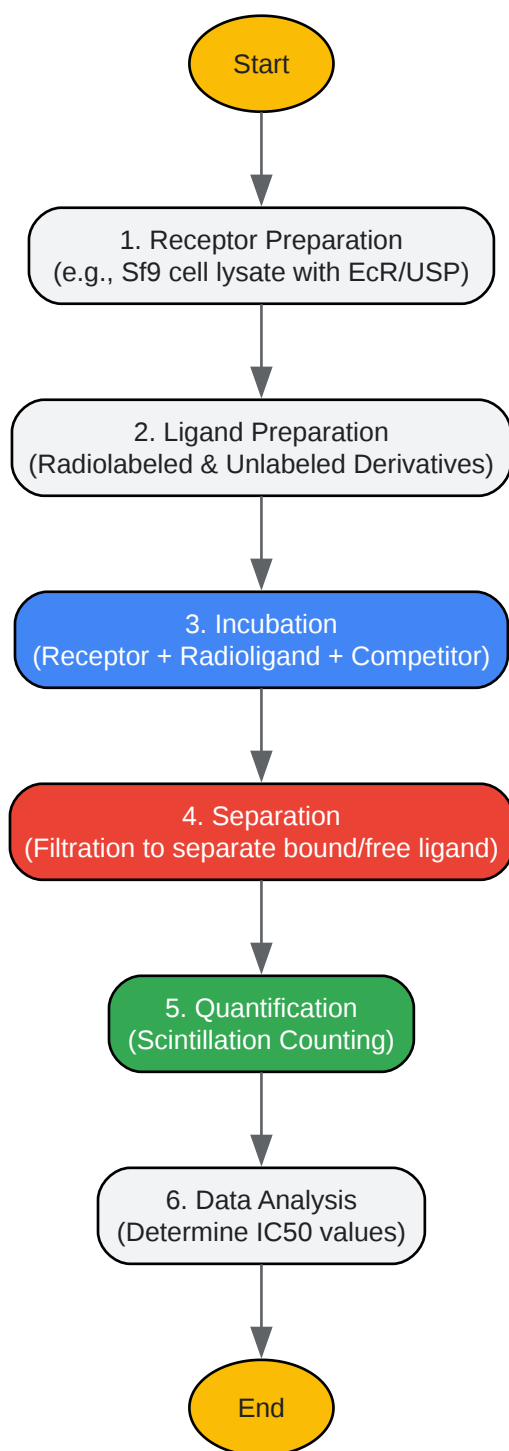 Start
1. Receptor Preparation
(e.g., Sf9 cell lysate with EcR/USP)
2. Ligand Preparation
(Radiolabeled & Unlabeled Derivatives)
3. Incubation
(Receptor + Radioligand + Competitor)
4. Separation
(Filtration to separate bound/free ligand)
5. Quantification
(Scintillation Counting)
6. Data Analysis
(Determine IC50 values)
End